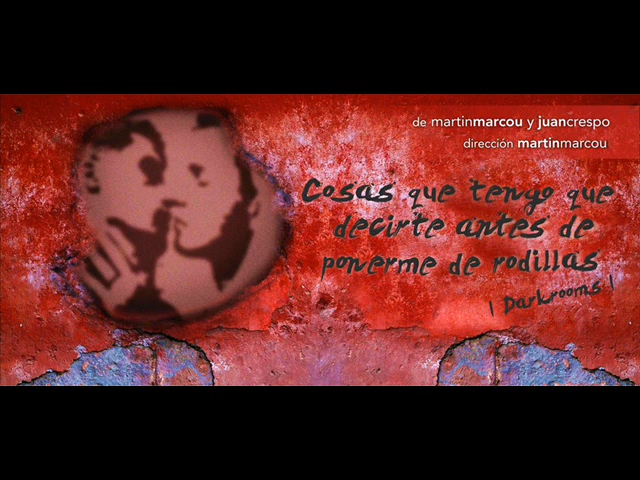 de martinmarcou y juancrespo
dirección martinmarcou
Cosas que tengo que
decirte antes de
ponerme de rodillas
| Darkrooms |